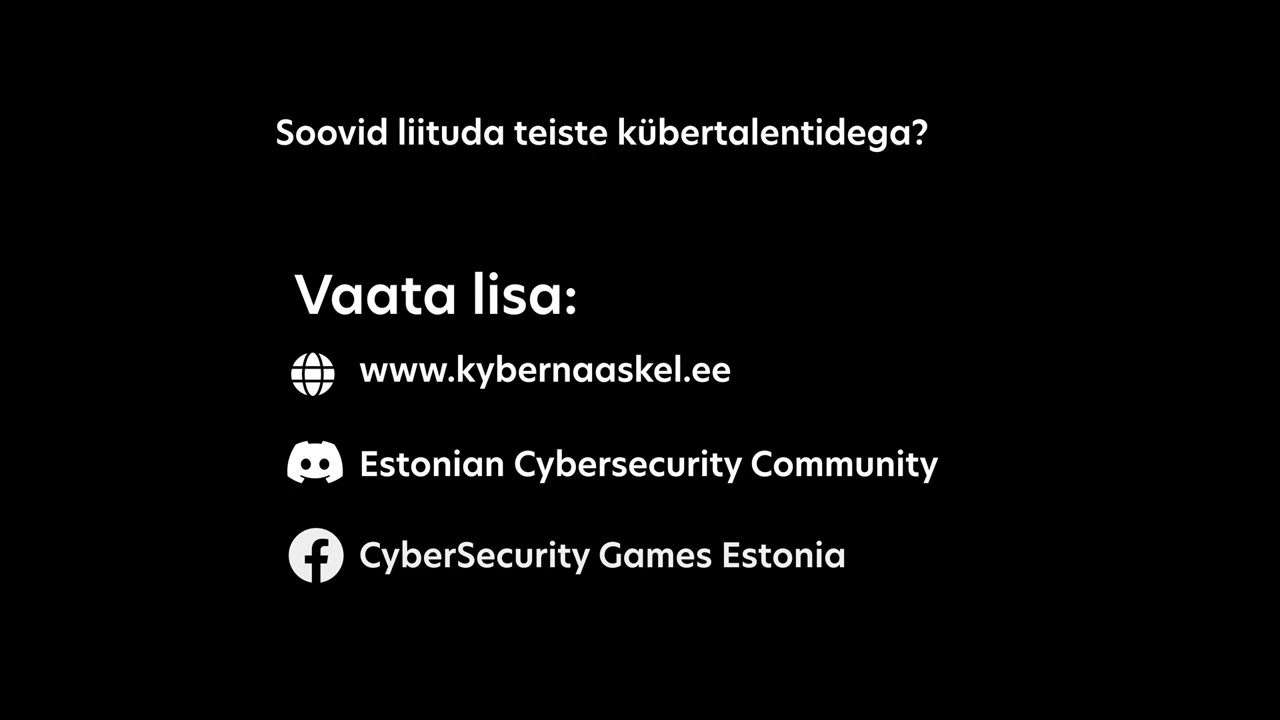 Soovid liituda teiste kübertalentidega?
Vaata lisa:
www.kybernaaskel.ee
Estonian Cybersecurity Community
CyberSecurity Games Estonia